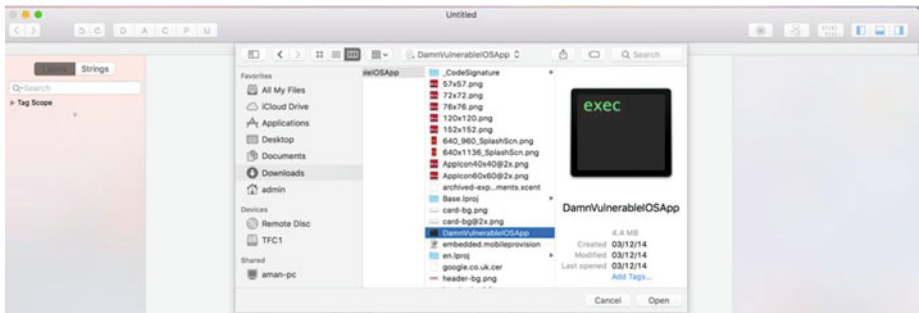 Untitled
D A C P U
Labels Strings
Search
Tag Scope
DamnVulnerableIOSApp
Search
Favorites
All My Files
iCloud Drive
Applications
Desktop
Documents
Downloads
admin
Devices
Remote Disc
TFC1
Shared
aman-pc
leIOSApp
_CodeSignature
57x57.png
72x72.png
76x76.png
120x120.png
152x152.png
640_960_SplashScn.png
640x1136_SplashScn.png
AppIcon40x40@2x.png
AppIcon60x60@2x.png
archived-exp...ments.xcent
Base.lproj
card-bg.png
card-bg@2x.png
DamnVulnerableIOSApp
embedded.mobileprovision
en.lproj
google.co.uk.cer
header-bg.png
exec
DamnVulnerableIOSApp
4.4 MB
Created 03/12/14
Modified 03/12/14
Last opened 03/12/14
Add Tags...
Cancel Open